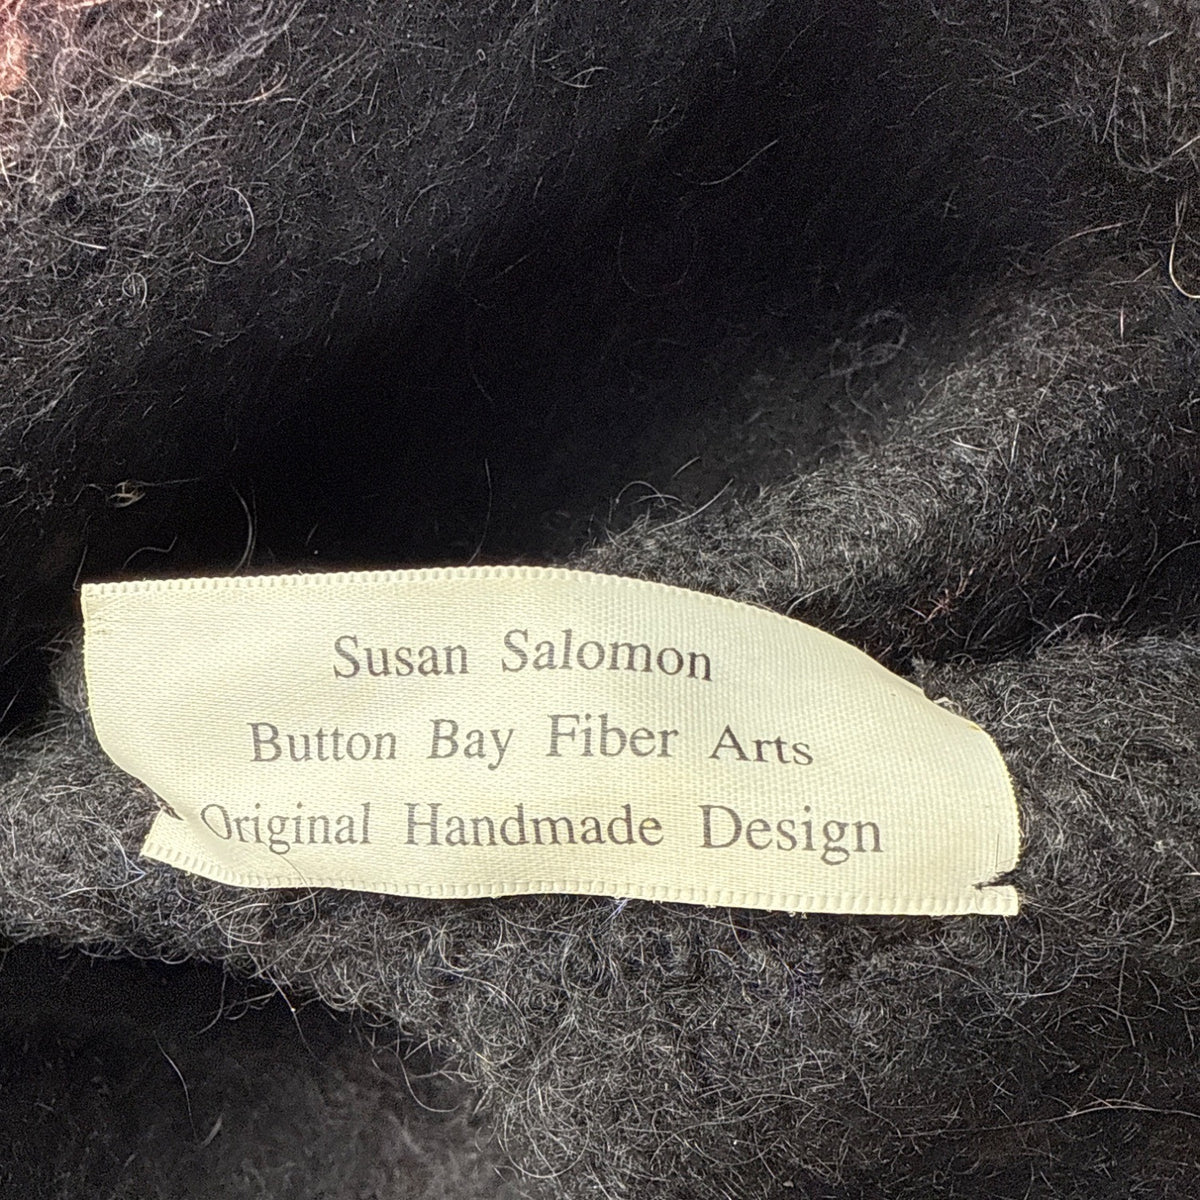 Susan Salomon
Button Bay Fiber Arts
Original Handmade Design